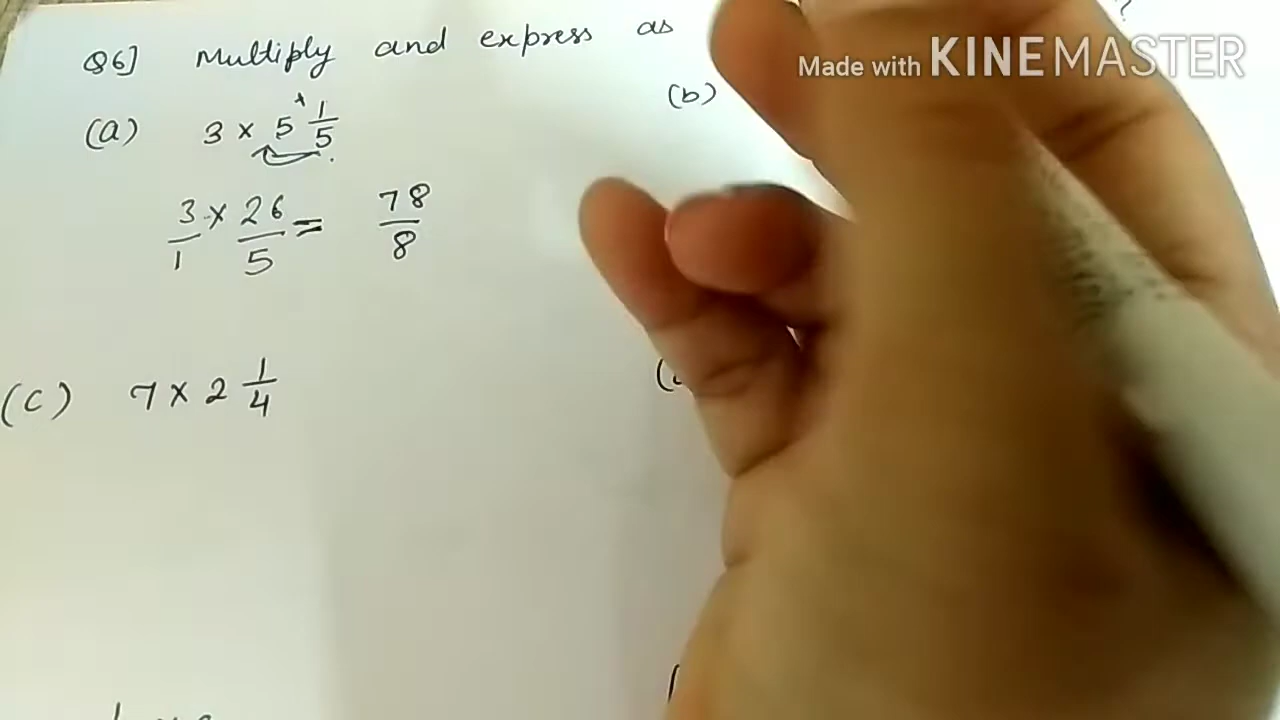 Made with KINEMASTER
Q6] Multiply and express as
(a) 3 × 5 + 1/5
3/1 × 26/5 = 78/8
(b)
(c) 7 × 2 1/4